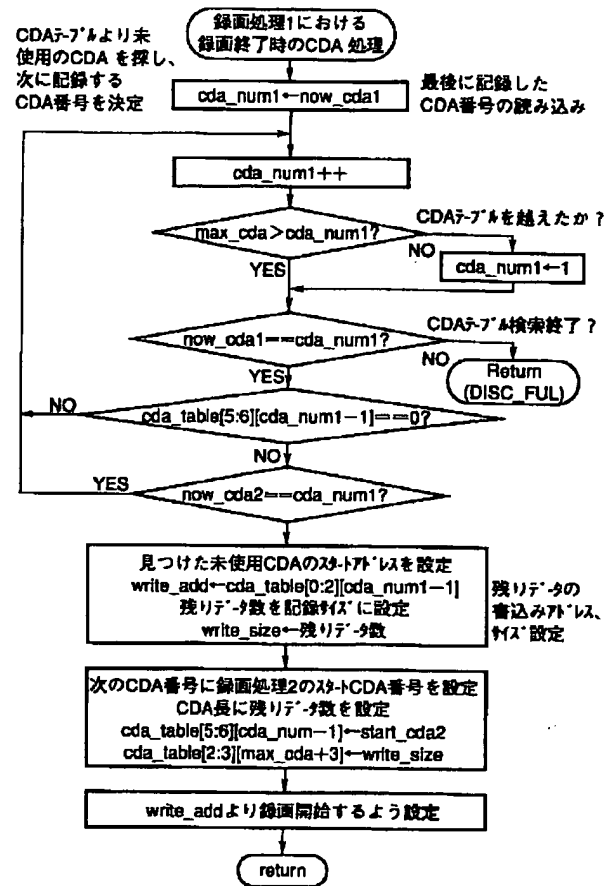 録画処理1における
録画終了時のCDA 処理
CDAﾃｰﾌﾞﾙより未
使用のCDA を探し、
次に記録する
CDA番号を決定
cda_num1←now_cda1
最後に記録した
CDA番号の読み込み
cda_num1++
max_cda>cda_num1?
CDAﾃｰﾌﾞﾙを越えたか？
NO
YES
cda_num1←1
now_cda1==cda_num1?
CDAﾃｰﾌﾞﾙ検索終了？
NO
YES
Return
(DISC_FUL)
NO
cda_table[5:6][cda_num1−1]==0?
NO
YES
now_cda2==cda_num1?
見つけた未使用CDAのｽﾀｰﾄｱﾄﾞﾚｽを設定
write_add←cda_table[0:2][cda_num1−1]
残りﾃﾞｰﾀ数を記録ｻｲｽﾞに設定
write_size←残りﾃﾞｰﾀ数
残りﾃﾞｰﾀの
書込みｱﾄﾞﾚｽ、
ｻｲｽﾞ設定
次のCDA番号に録画処理2のｽﾀｰﾄCDA番号を設定
CDA長に残りﾃﾞｰﾀ数を設定
cda_table[5:6][cda_num−1]←start_cda2
cda_table[2:3][max_cda+3]←write_size
write_addより録画開始するよう設定
return